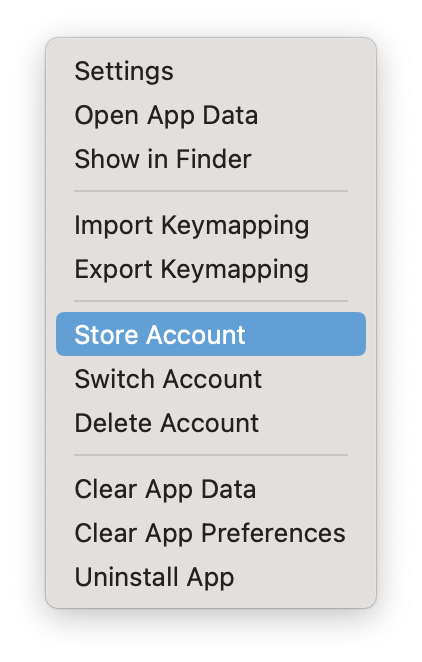 Settings
Open App Data
Show in Finder
Import Keymapping
Export Keymapping
Store Account
Switch Account
Delete Account
Clear App Data
Clear App Preferences
Uninstall App